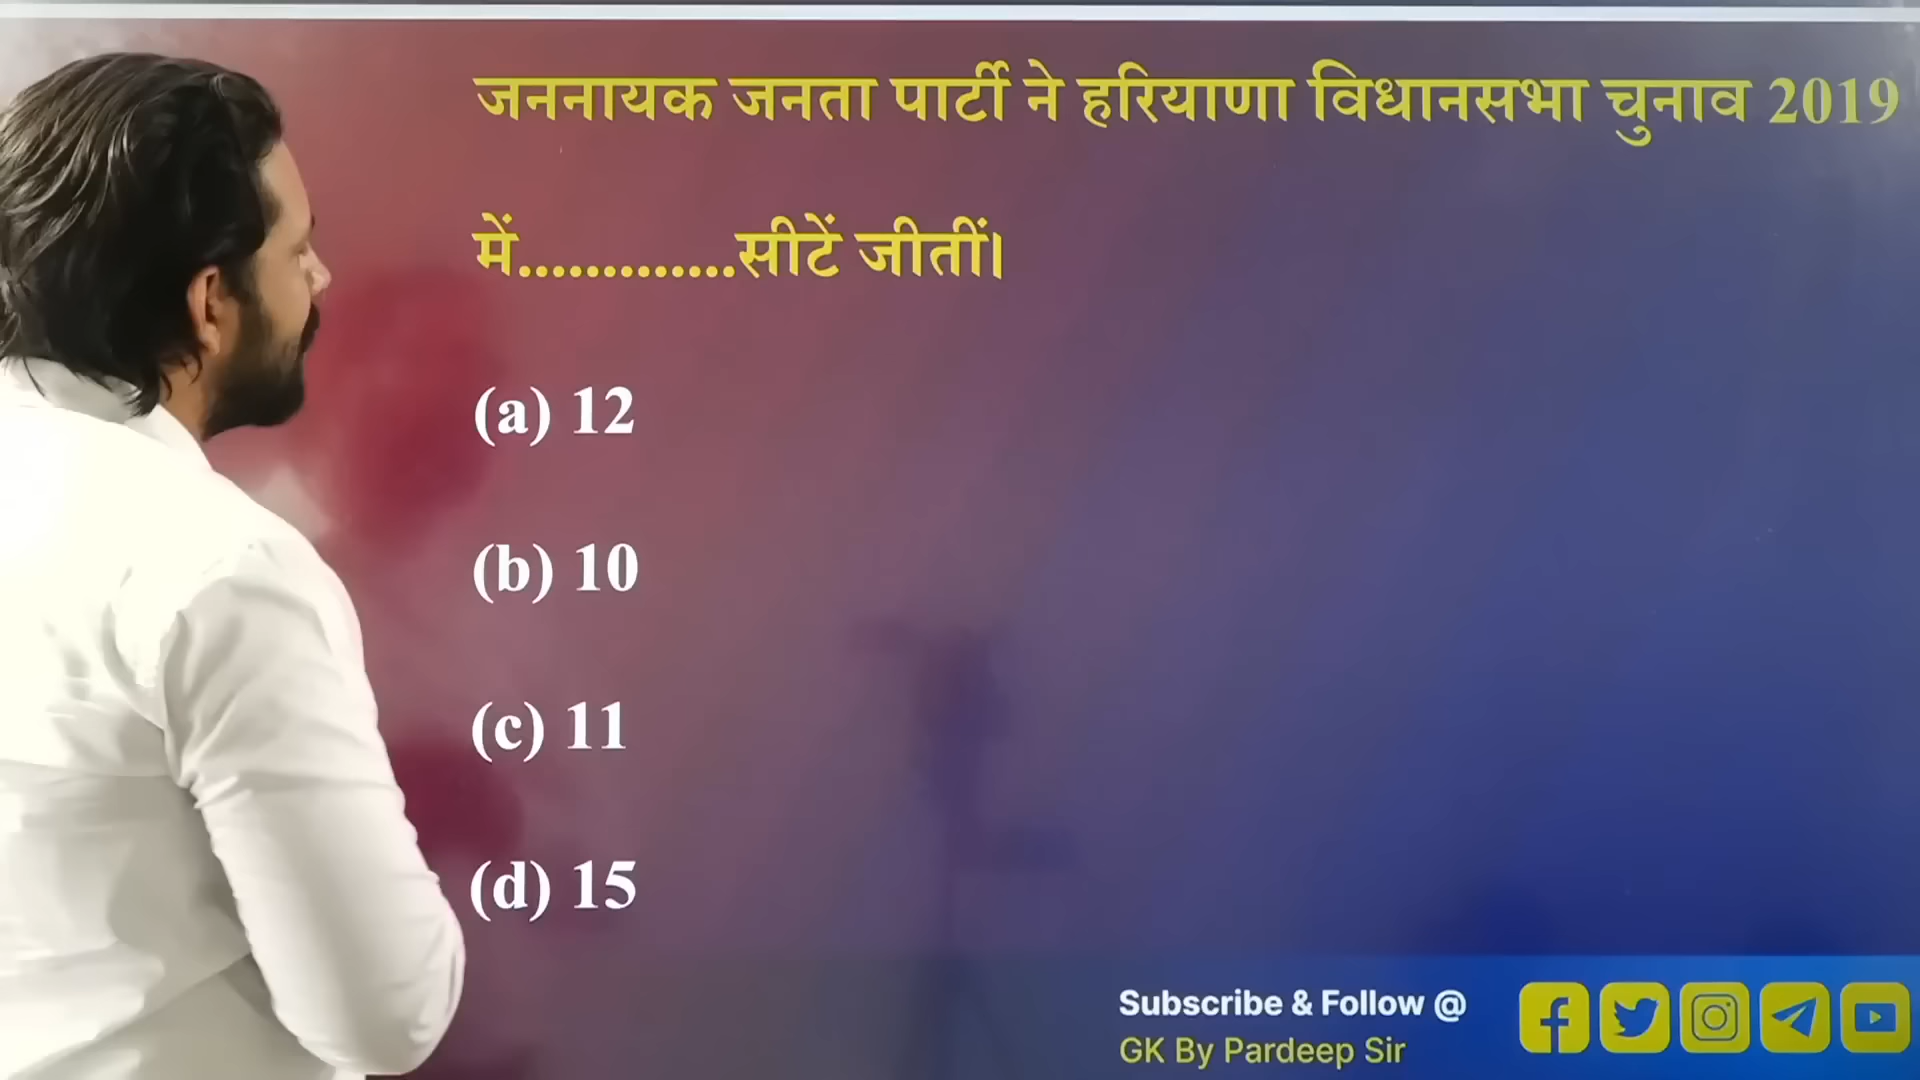 जननायक जनता पार्टी ने हरियाणा विधानसभा चुनाव 2019
में.............सीटें जीतीं।
(a) 12
(b) 10
(c) 11
(d) 15
Subscribe & Follow @
GK By Pardeep Sir